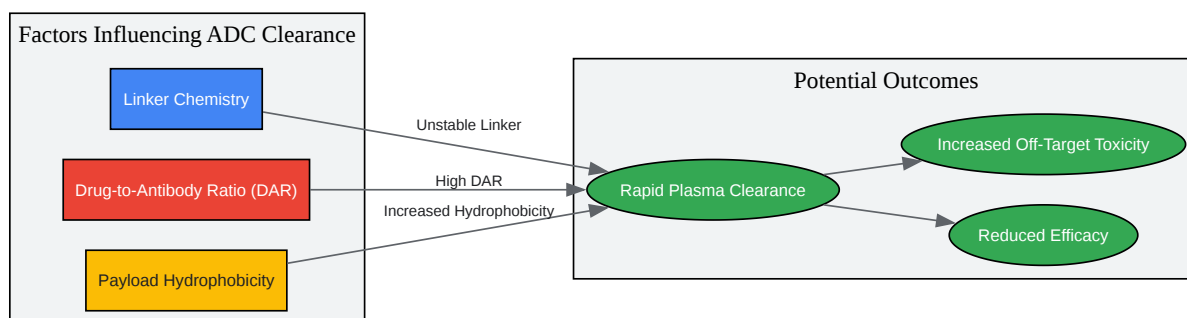 Factors Influencing ADC Clearance
Linker Chemistry
Drug-to-Antibody Ratio (DAR)
Payload Hydrophobicity
Unstable Linker
High DAR
Increased Hydrophobicity
Potential Outcomes
Rapid Plasma Clearance
Increased Off-Target Toxicity
Reduced Efficacy